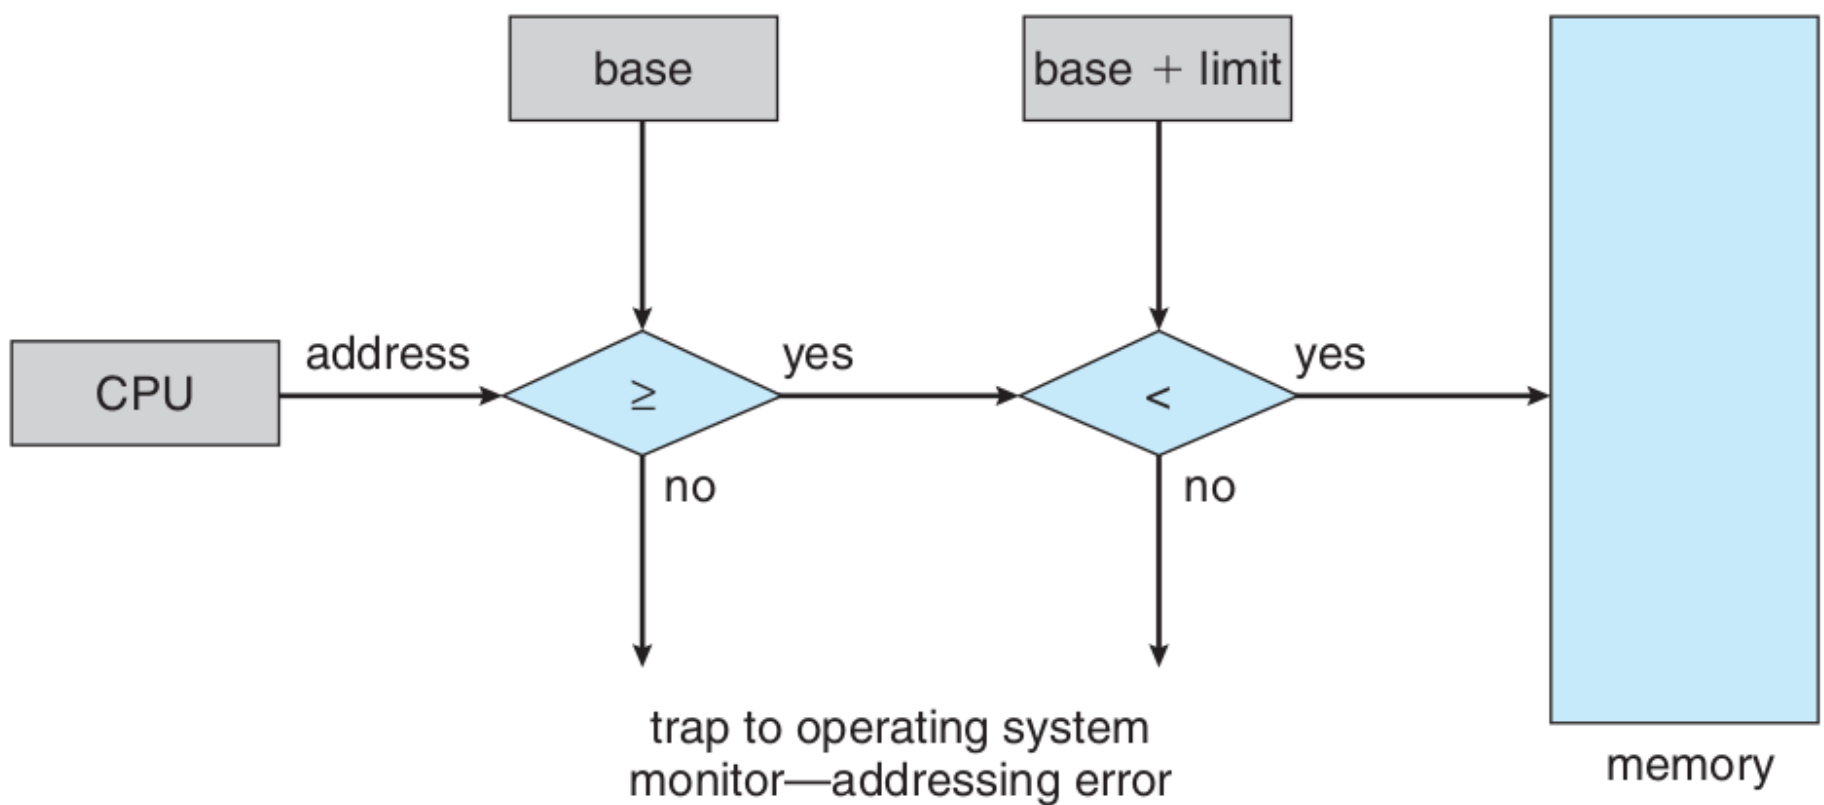 base
base + limit
CPU
address
≥
yes
<
yes
no
no
trap to operating system
monitor—addressing error
memory